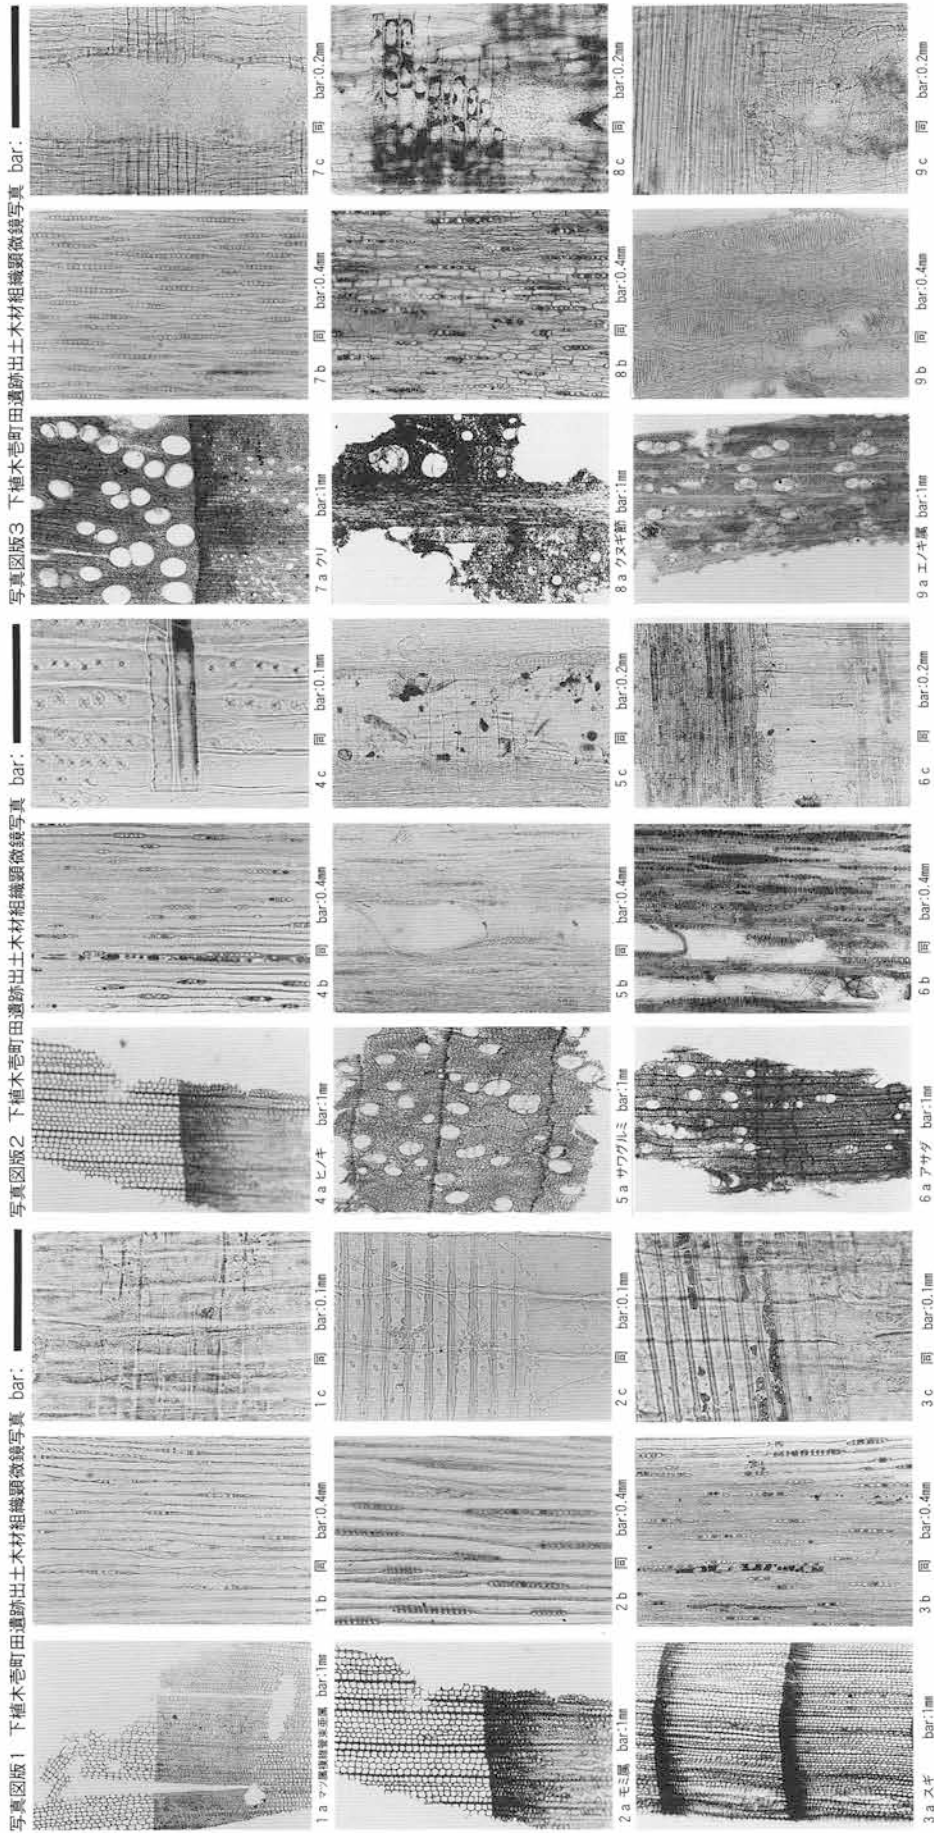 写真図版1 下植木壱町田遺跡出土木材組織顕微鏡写真 bar:
1a マツ属複維管束亜属 bar:1mm
1b 同 bar:0.4mm
1c 同 bar:0.1mm
2a モミ属 bar:1mm
2b 同 bar:0.4mm
2c 同 bar:0.1mm
3a スギ bar:1mm
3b 同 bar:0.4mm
3c 同 bar:0.1mm
写真図版2 下植木壱町田遺跡出土木材組織顕微鏡写真 bar:
4a ヒノキ bar:1mm
4b 同 bar:0.4mm
4c 同 bar:0.1mm
5a サワグルミ bar:1mm
5b 同 bar:0.4mm
5c 同 bar:0.2mm
6a アサダ bar:1mm
6b 同 bar:0.4mm
6c 同 bar:0.2mm
写真図版3 下植木壱町田遺跡出土木材組織顕微鏡写真 bar:
7a クリ bar:1mm
7b 同 bar:0.4mm
7c 同 bar:0.2mm
8a クヌギ節 bar:1mm
8b 同 bar:0.4mm
8c 同 bar:0.2mm
9a エノキ属 bar:1mm
9b 同 bar:0.4mm
9c 同 bar:0.2mm